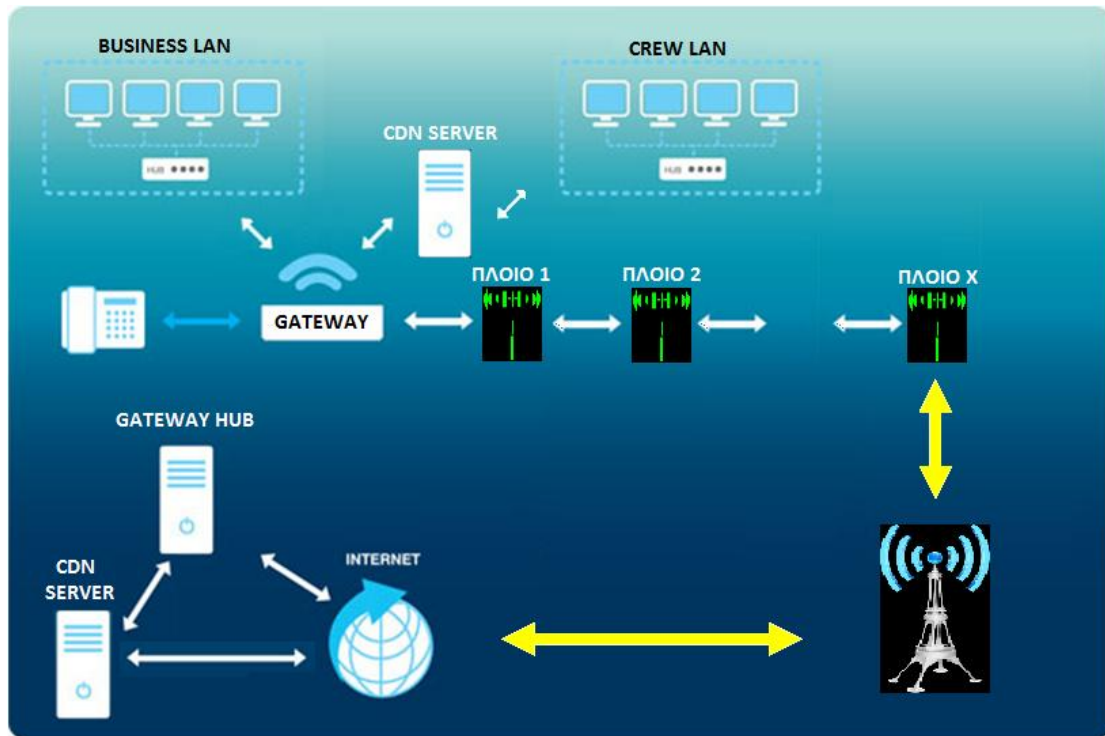 BUSINESS LAN
CREW LAN
CDN SERVER
HUB
HUB
ΠΛΟΙΟ 1
ΠΛΟΙΟ 2
ΠΛΟΙΟ Χ
GATEWAY
GATEWAY HUB
INTERNET
CDN
SERVER